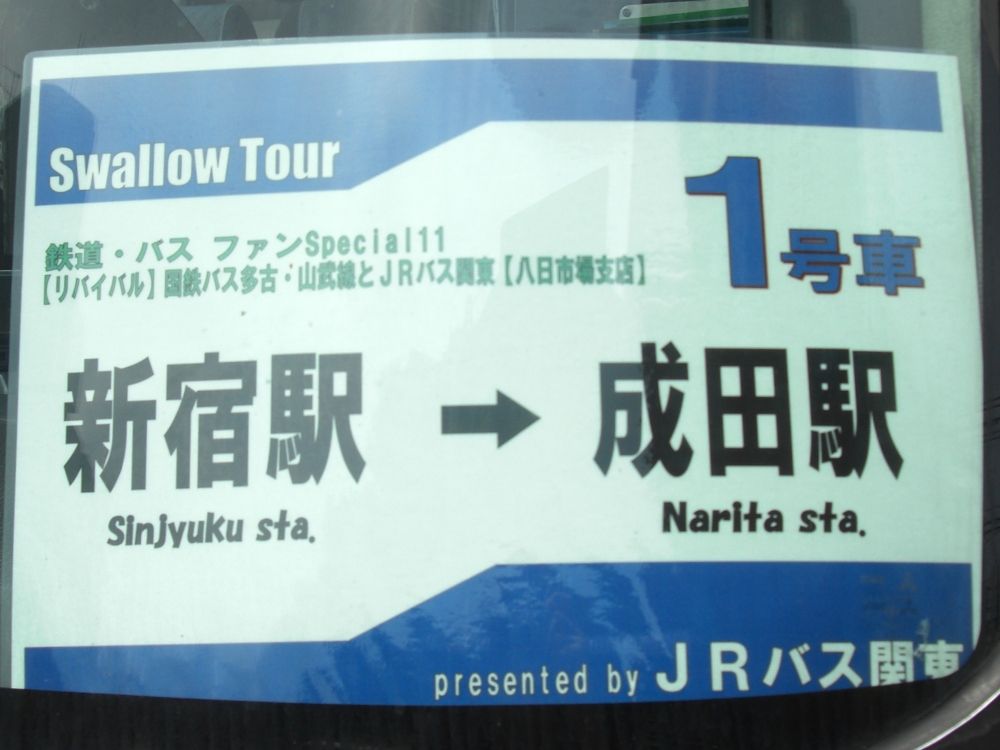 Swallow Tour
1号車
鉄道・バス ファンSpecial11
【リバイバル】国鉄バス多古・山武線とJRバス関東【八日市場支店】
新宿駅 → 成田駅
Sinjyuku sta. Narita sta.
presented by JRバス関東